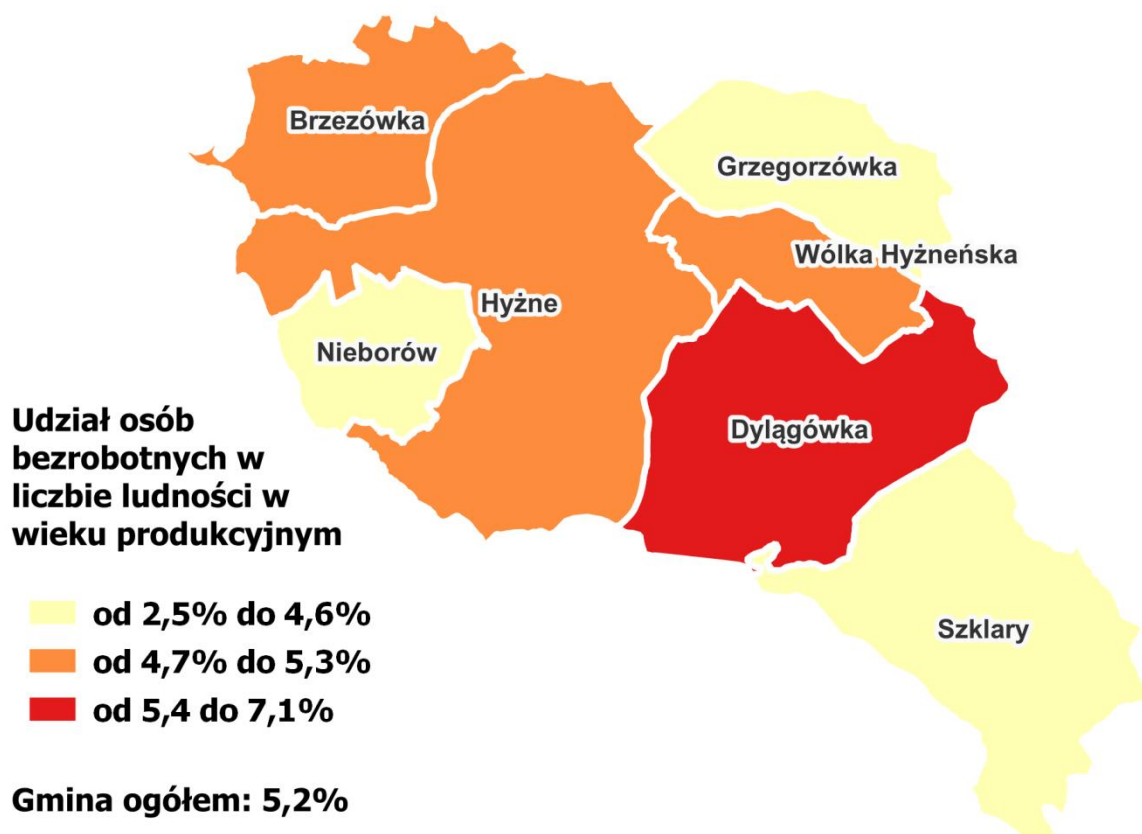 Brzezówka
Grzegorzówka
Wólka Hyżneńska
Hyżne
Nieborów
Dylągówka
Szklary
Udział osób
bezrobotnych w
liczbie ludności w
wieku produkcyjnym
od 2,5% do 4,6%
od 4,7% do 5,3%
od 5,4 do 7,1%
Gmina ogółem: 5,2%